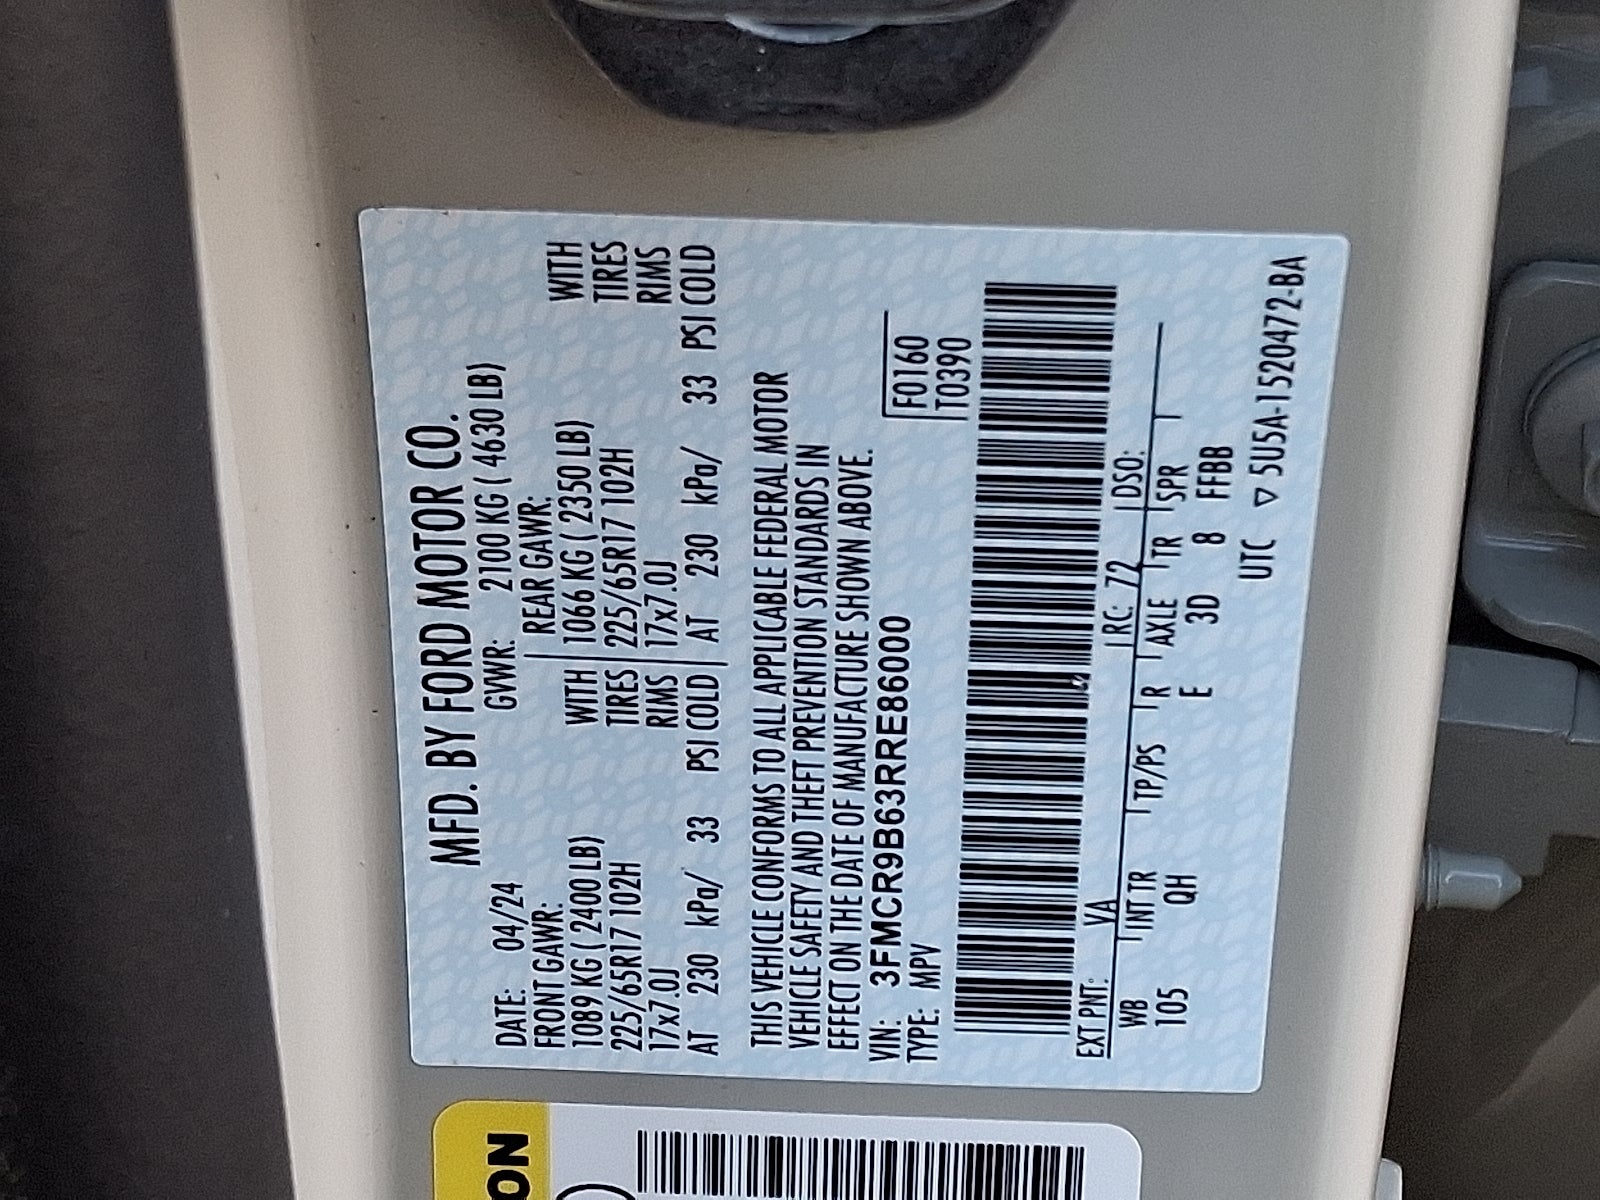 MFD. BY FORD MOTOR CO.
DATE: 04/24 GVWR: 2100 KG ( 4630 LB)
FRONT GAWR: REAR GAWR:
1089 KG ( 2400 LB) WITH 1066 KG ( 2350 LB) WITH
225/65R17 102H TIRES 225/65R17 102H TIRES
17x7.0J RIMS 17x7.0J RIMS
AT 230 kPa/ 33 PSI COLD AT 230 kPa/ 33 PSI COLD
THIS VEHICLE CONFORMS TO ALL APPLICABLE FEDERAL MOTOR
VEHICLE SAFETY AND THEFT PREVENTION STANDARDS IN
EFFECT ON THE DATE OF MANUFACTURE SHOWN ABOVE.
VIN: 3FMCR9B63RRE86000 F0160
TYPE: MPV T0390
EXT PNT: YA RC: 72 DSO:
WB INT TR TP/PS R AXLE TR SPR
105 QH E 3D 8 FFBB
UTC ▽ 5U5A-1520472-BA
ON